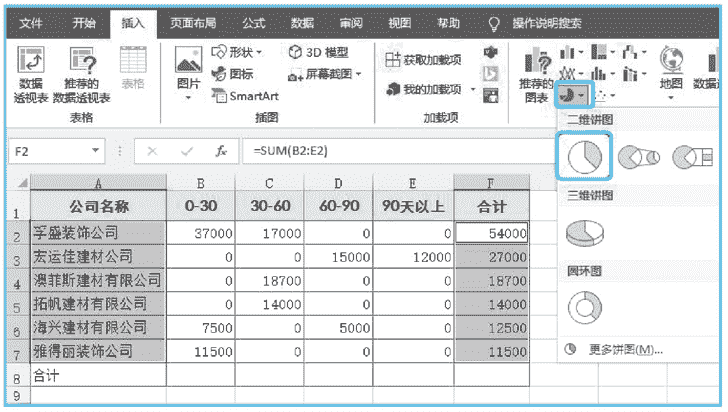 文件 开始 插入 页面布局 公式 数据 审阅 视图 帮助 操作说明搜索
数据透视表 推荐的数据透视表 表格 图片 形状 图标 SmartArt 3D 模型 屏幕截图 获取加载项 我的加载项 推荐的图表 地图 数据
表格 插图 加载项
二维饼图
F2 fx =SUM(B2:E2)
A B C D E F
1 公司名称 0-30 30-60 60-90 90天以上 合计
2 孚盛装饰公司 37000 17000 0 0 54000
3 宏运佳建材公司 0 0 15000 12000 27000
4 澳菲斯建材有限公司 0 18700 0 0 18700
5 拓帆建材有限公司 0 14000 0 0 14000
6 海兴建材有限公司 7500 0 5000 0 12500
7 雅得丽装饰公司 11500 0 0 0 11500
8 合计
9
三维饼图
圆环图
更多饼图(M)...